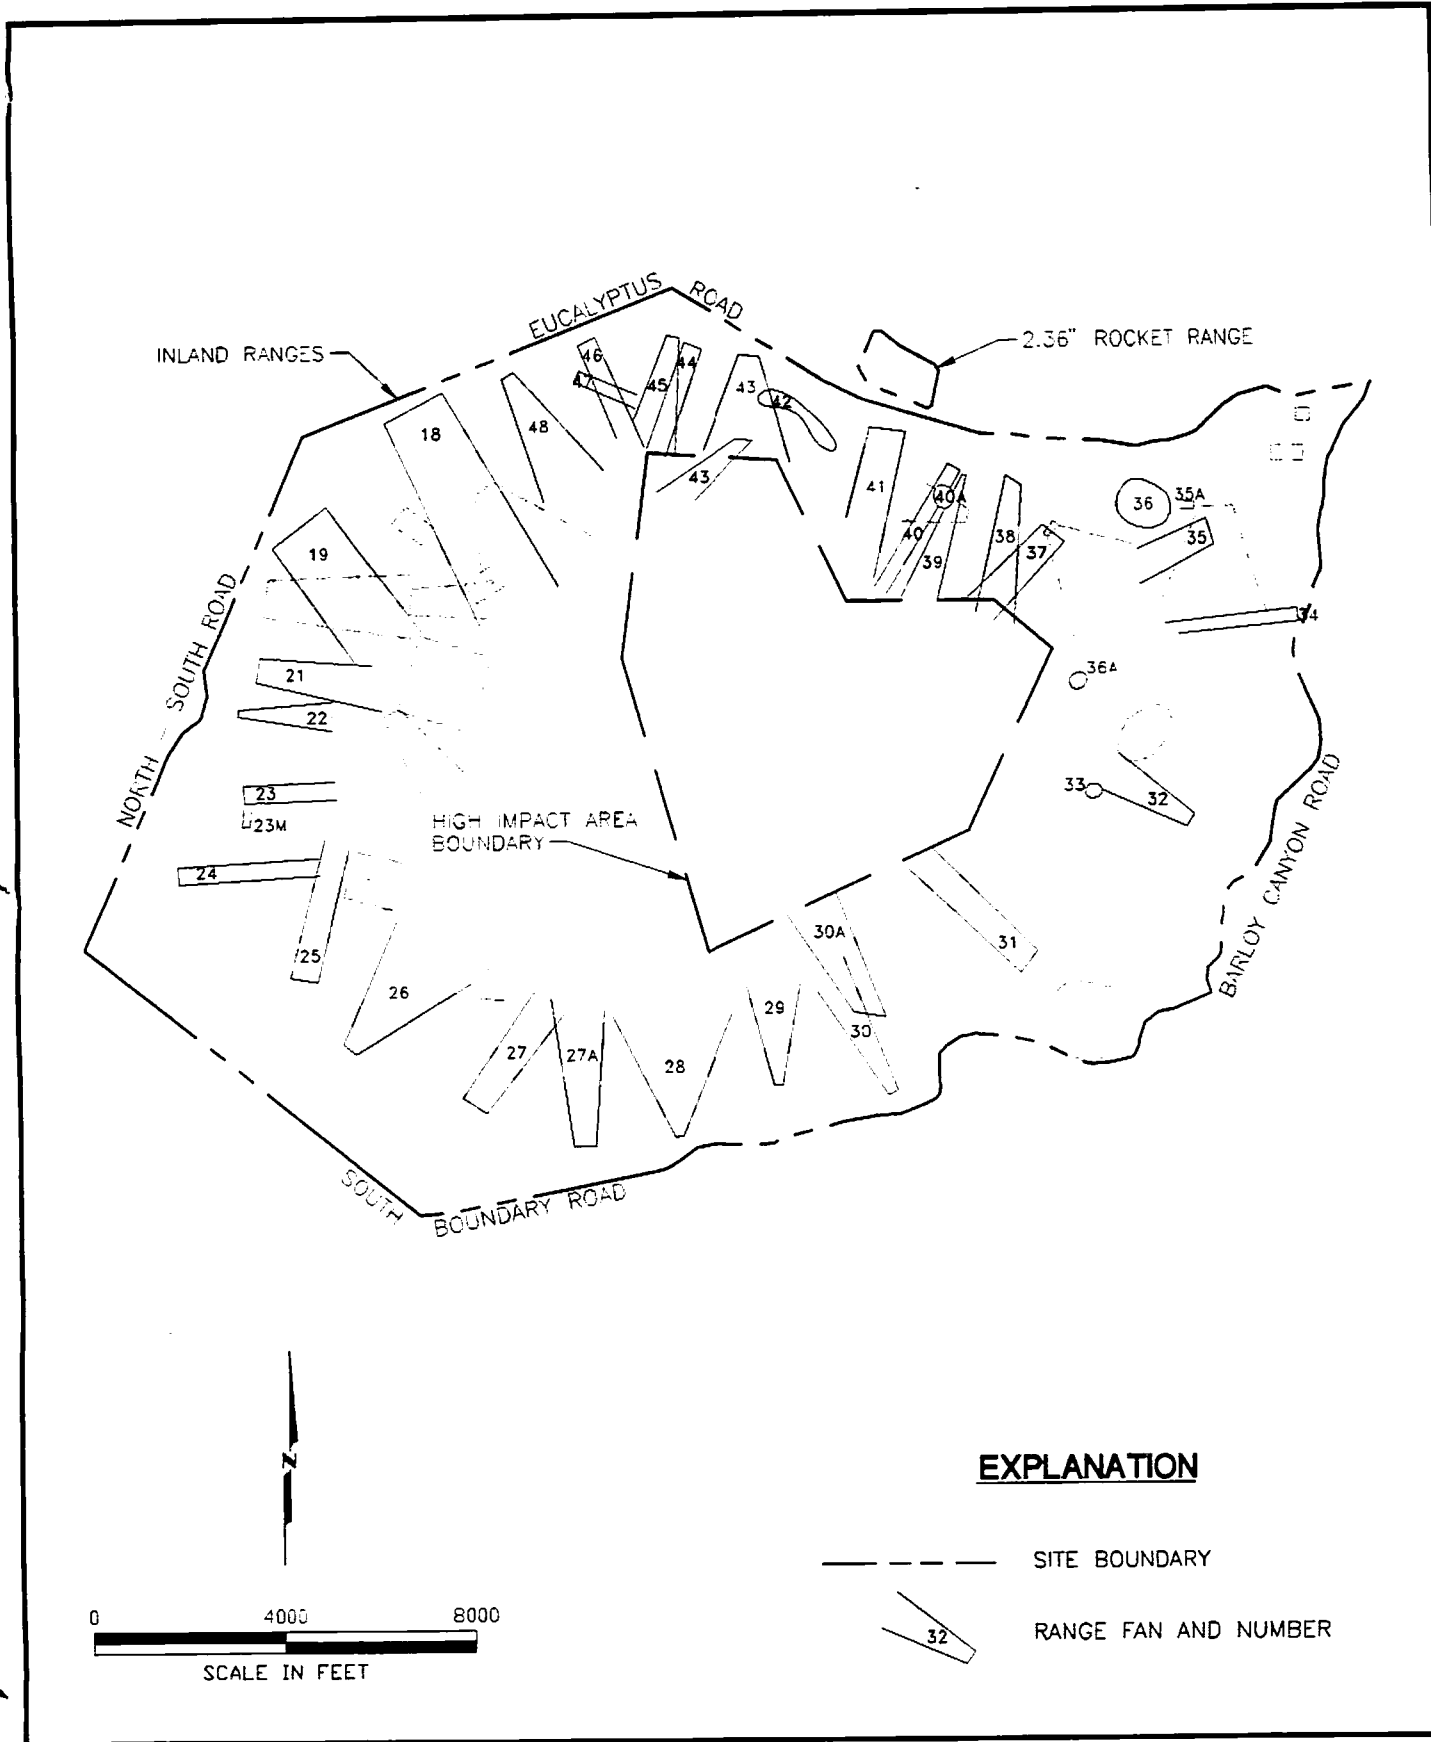 EUCALYPTUS ROAD
INLAND RANGES
2.36" ROCKET RANGE
46
47
45
44
43
42
18
48
43
41
40A
40
39
38
37
36
35A
35
34
19
NORTH - SOUTH ROAD
21
22
36A
33
32
23
23M
HIGH IMPACT AREA
BOUNDARY
24
BARLOY CANYON ROAD
25
26
30A
31
29
30
27
27A
28
SOUTH BOUNDARY ROAD
N
EXPLANATION
SITE BOUNDARY
32
RANGE FAN AND NUMBER
0 4000 8000
SCALE IN FEET